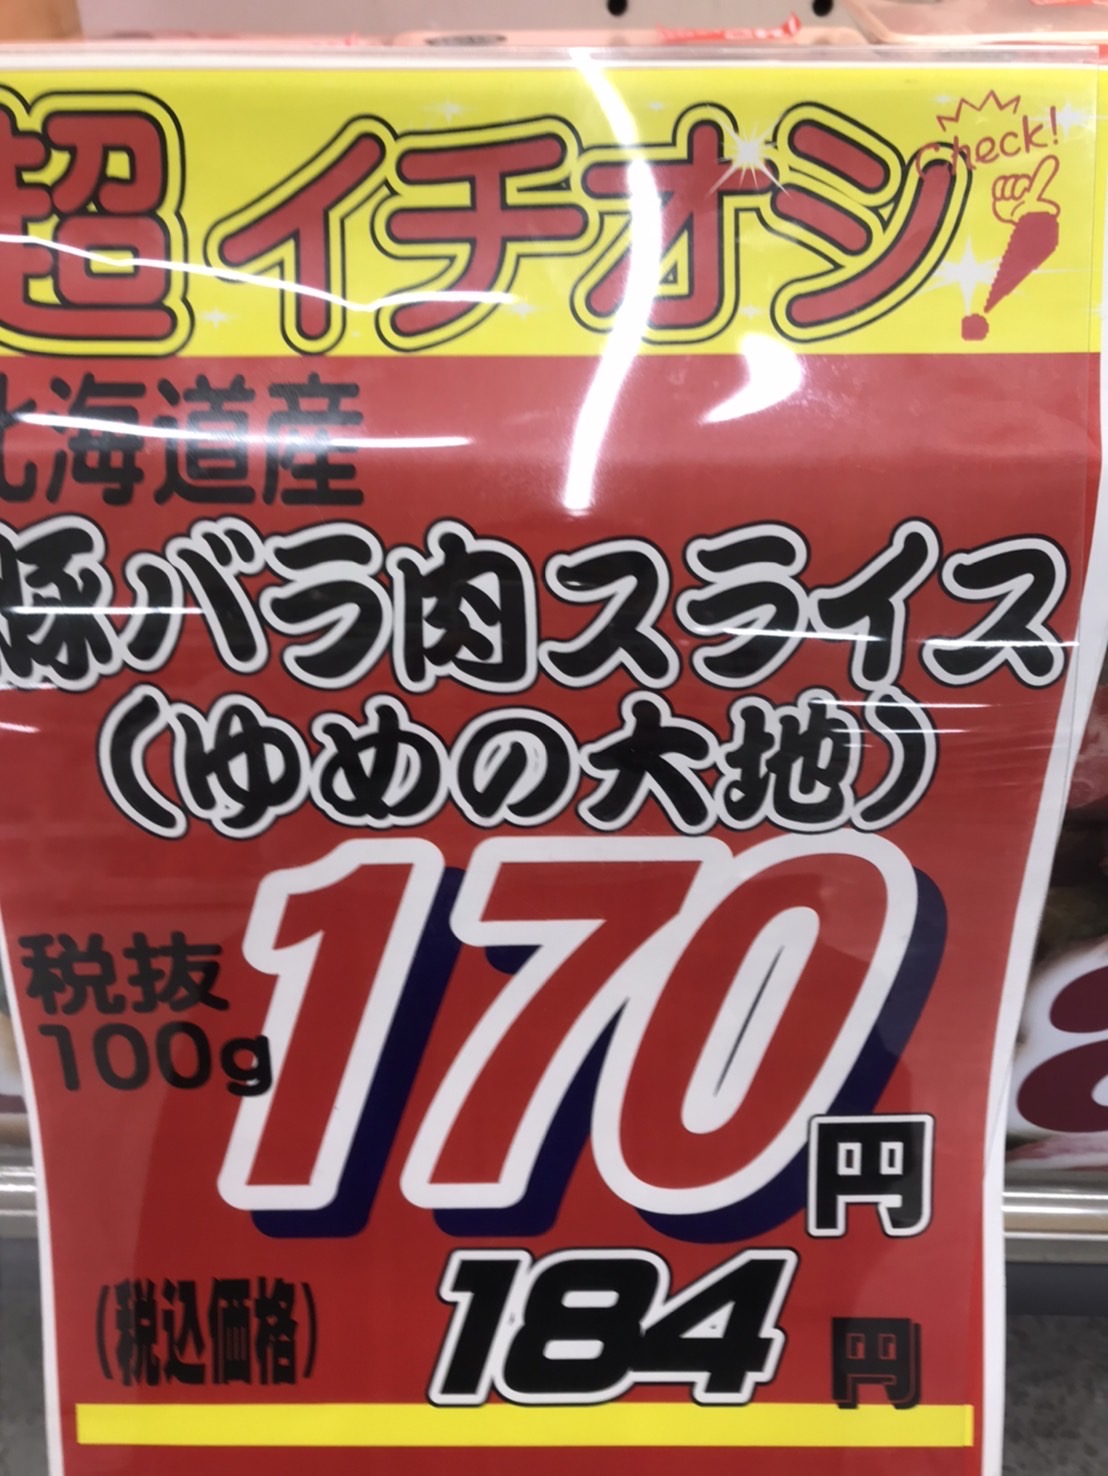 超イチオシ
Check!
北海道産
豚バラ肉スライス
(ゆめの大地)
税抜
100g
170円
(税込価格) 184円